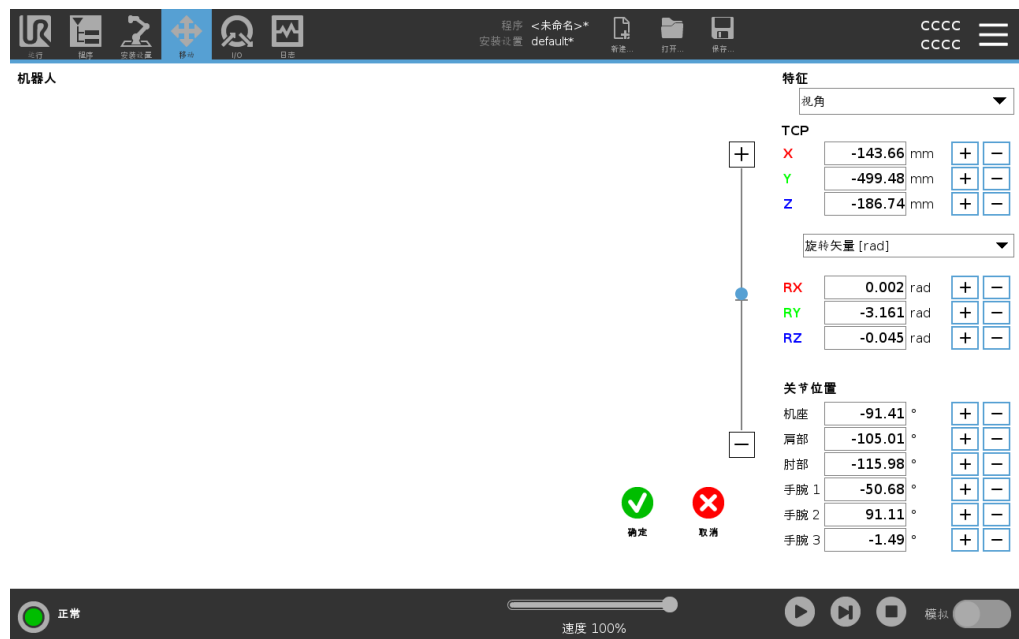 UR
运行 程序 安装设置 移动 I/O 日志
程序 <未命名>*
安装设置 default*
新建... 打开... 保存...
CCCC
CCCC
机器人
特征
视角
TCP
X -143.66 mm + −
Y -499.48 mm + −
Z -186.74 mm + −
旋转矢量 [rad]
RX 0.002 rad + −
RY -3.161 rad + −
RZ -0.045 rad + −
关节位置
机座 -91.41 ° + −
肩部 -105.01 ° + −
肘部 -115.98 ° + −
手腕 1 -50.68 ° + −
手腕 2 91.11 ° + −
手腕 3 -1.49 ° + −
确定 取消
正常
速度 100%
模拟